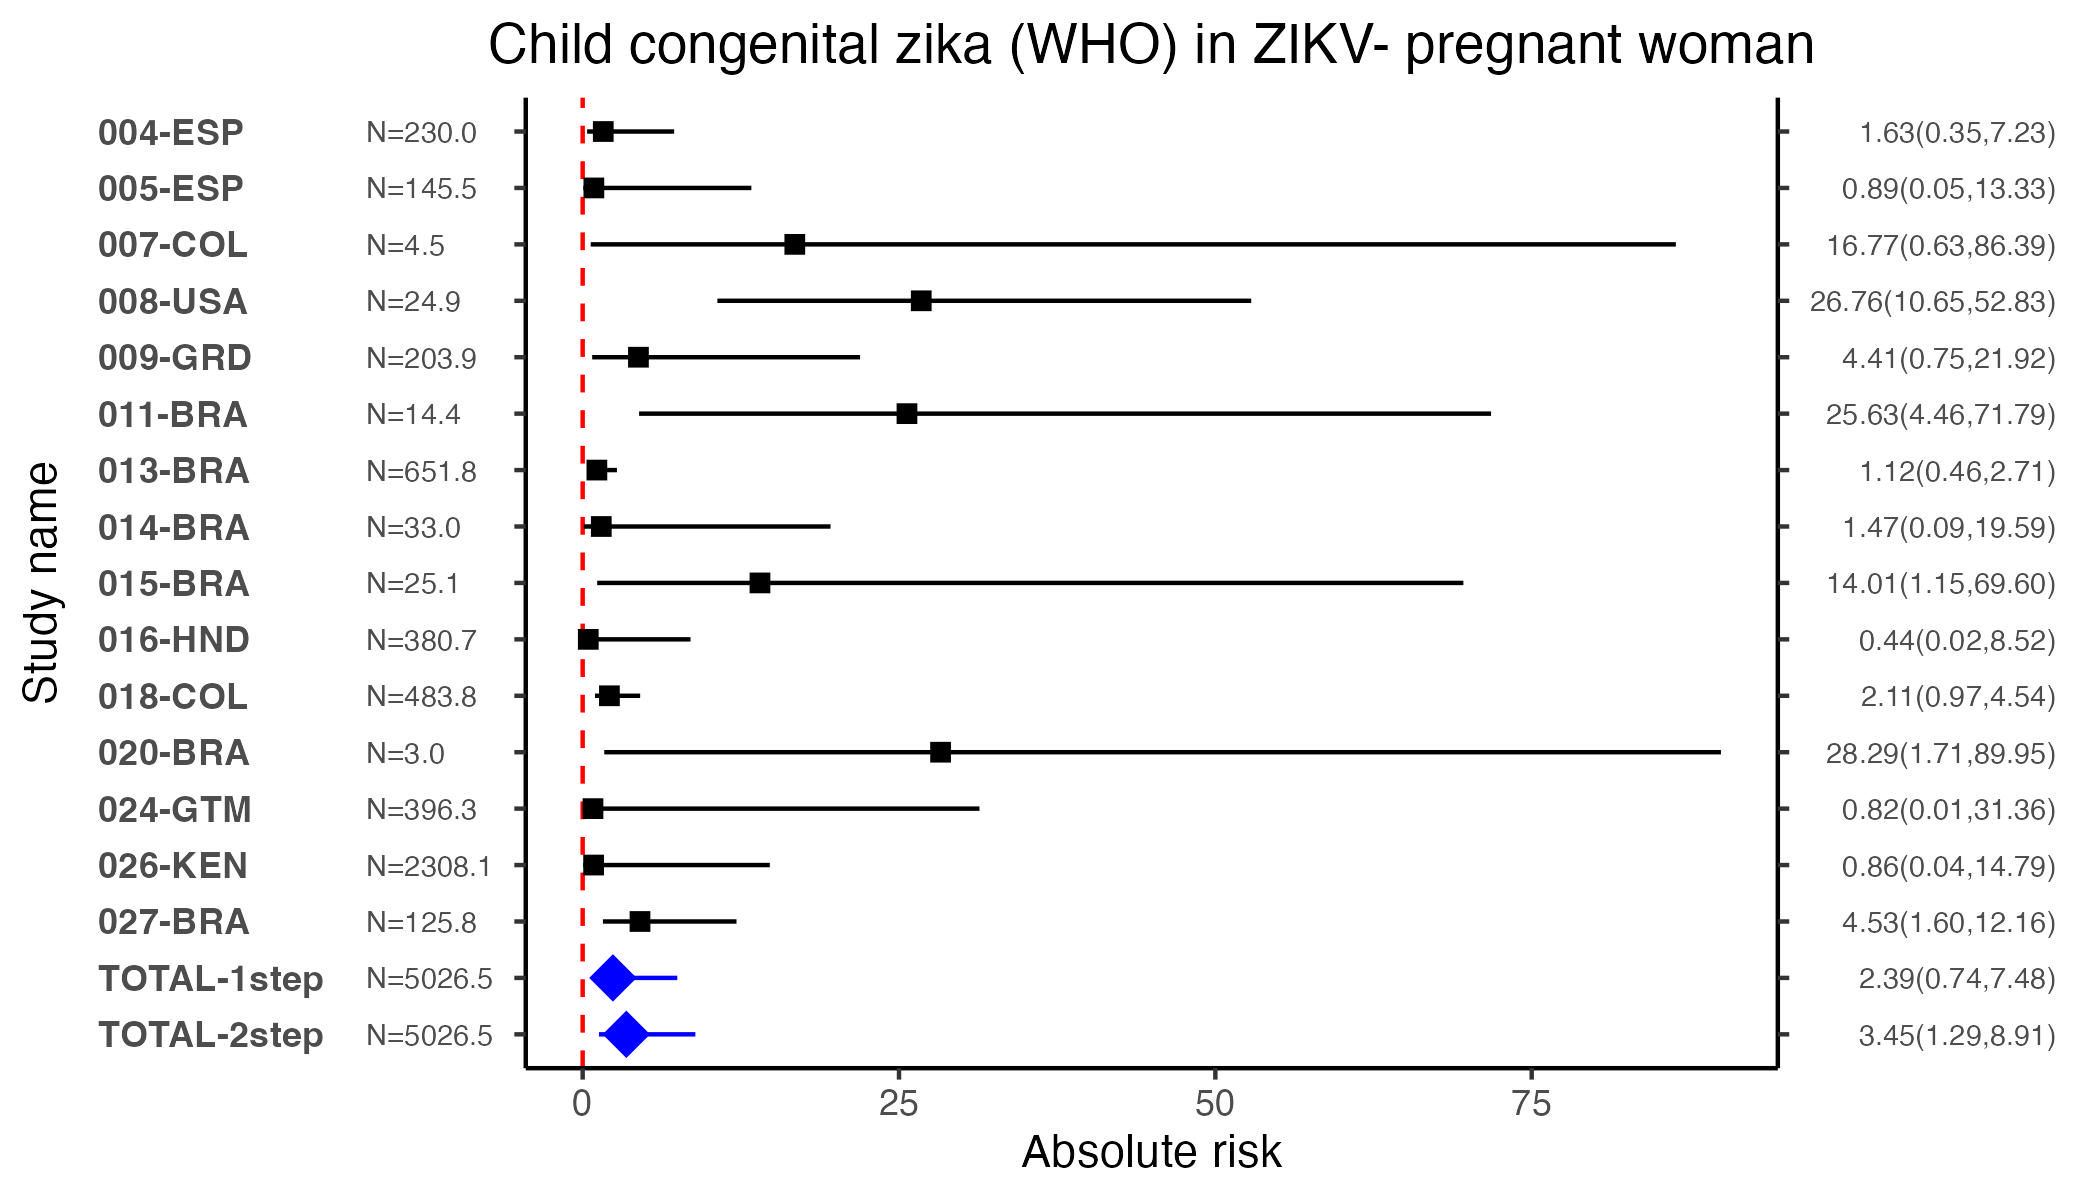 Child congenital zika (WHO) in ZIKV- pregnant woman
Study name
004-ESP N=230.0 1.63(0.35,7.23)
005-ESP N=145.5 0.89(0.05,13.33)
007-COL N=4.5 16.77(0.63,86.39)
008-USA N=24.9 26.76(10.65,52.83)
009-GRD N=203.9 4.41(0.75,21.92)
011-BRA N=14.4 25.63(4.46,71.79)
013-BRA N=651.8 1.12(0.46,2.71)
014-BRA N=33.0 1.47(0.09,19.59)
015-BRA N=25.1 14.01(1.15,69.60)
016-HND N=380.7 0.44(0.02,8.52)
018-COL N=483.8 2.11(0.97,4.54)
020-BRA N=3.0 28.29(1.71,89.95)
024-GTM N=396.3 0.82(0.01,31.36)
026-KEN N=2308.1 0.86(0.04,14.79)
027-BRA N=125.8 4.53(1.60,12.16)
TOTAL-1step N=5026.5 2.39(0.74,7.48)
TOTAL-2step N=5026.5 3.45(1.29,8.91)
0 25 50 75
Absolute risk